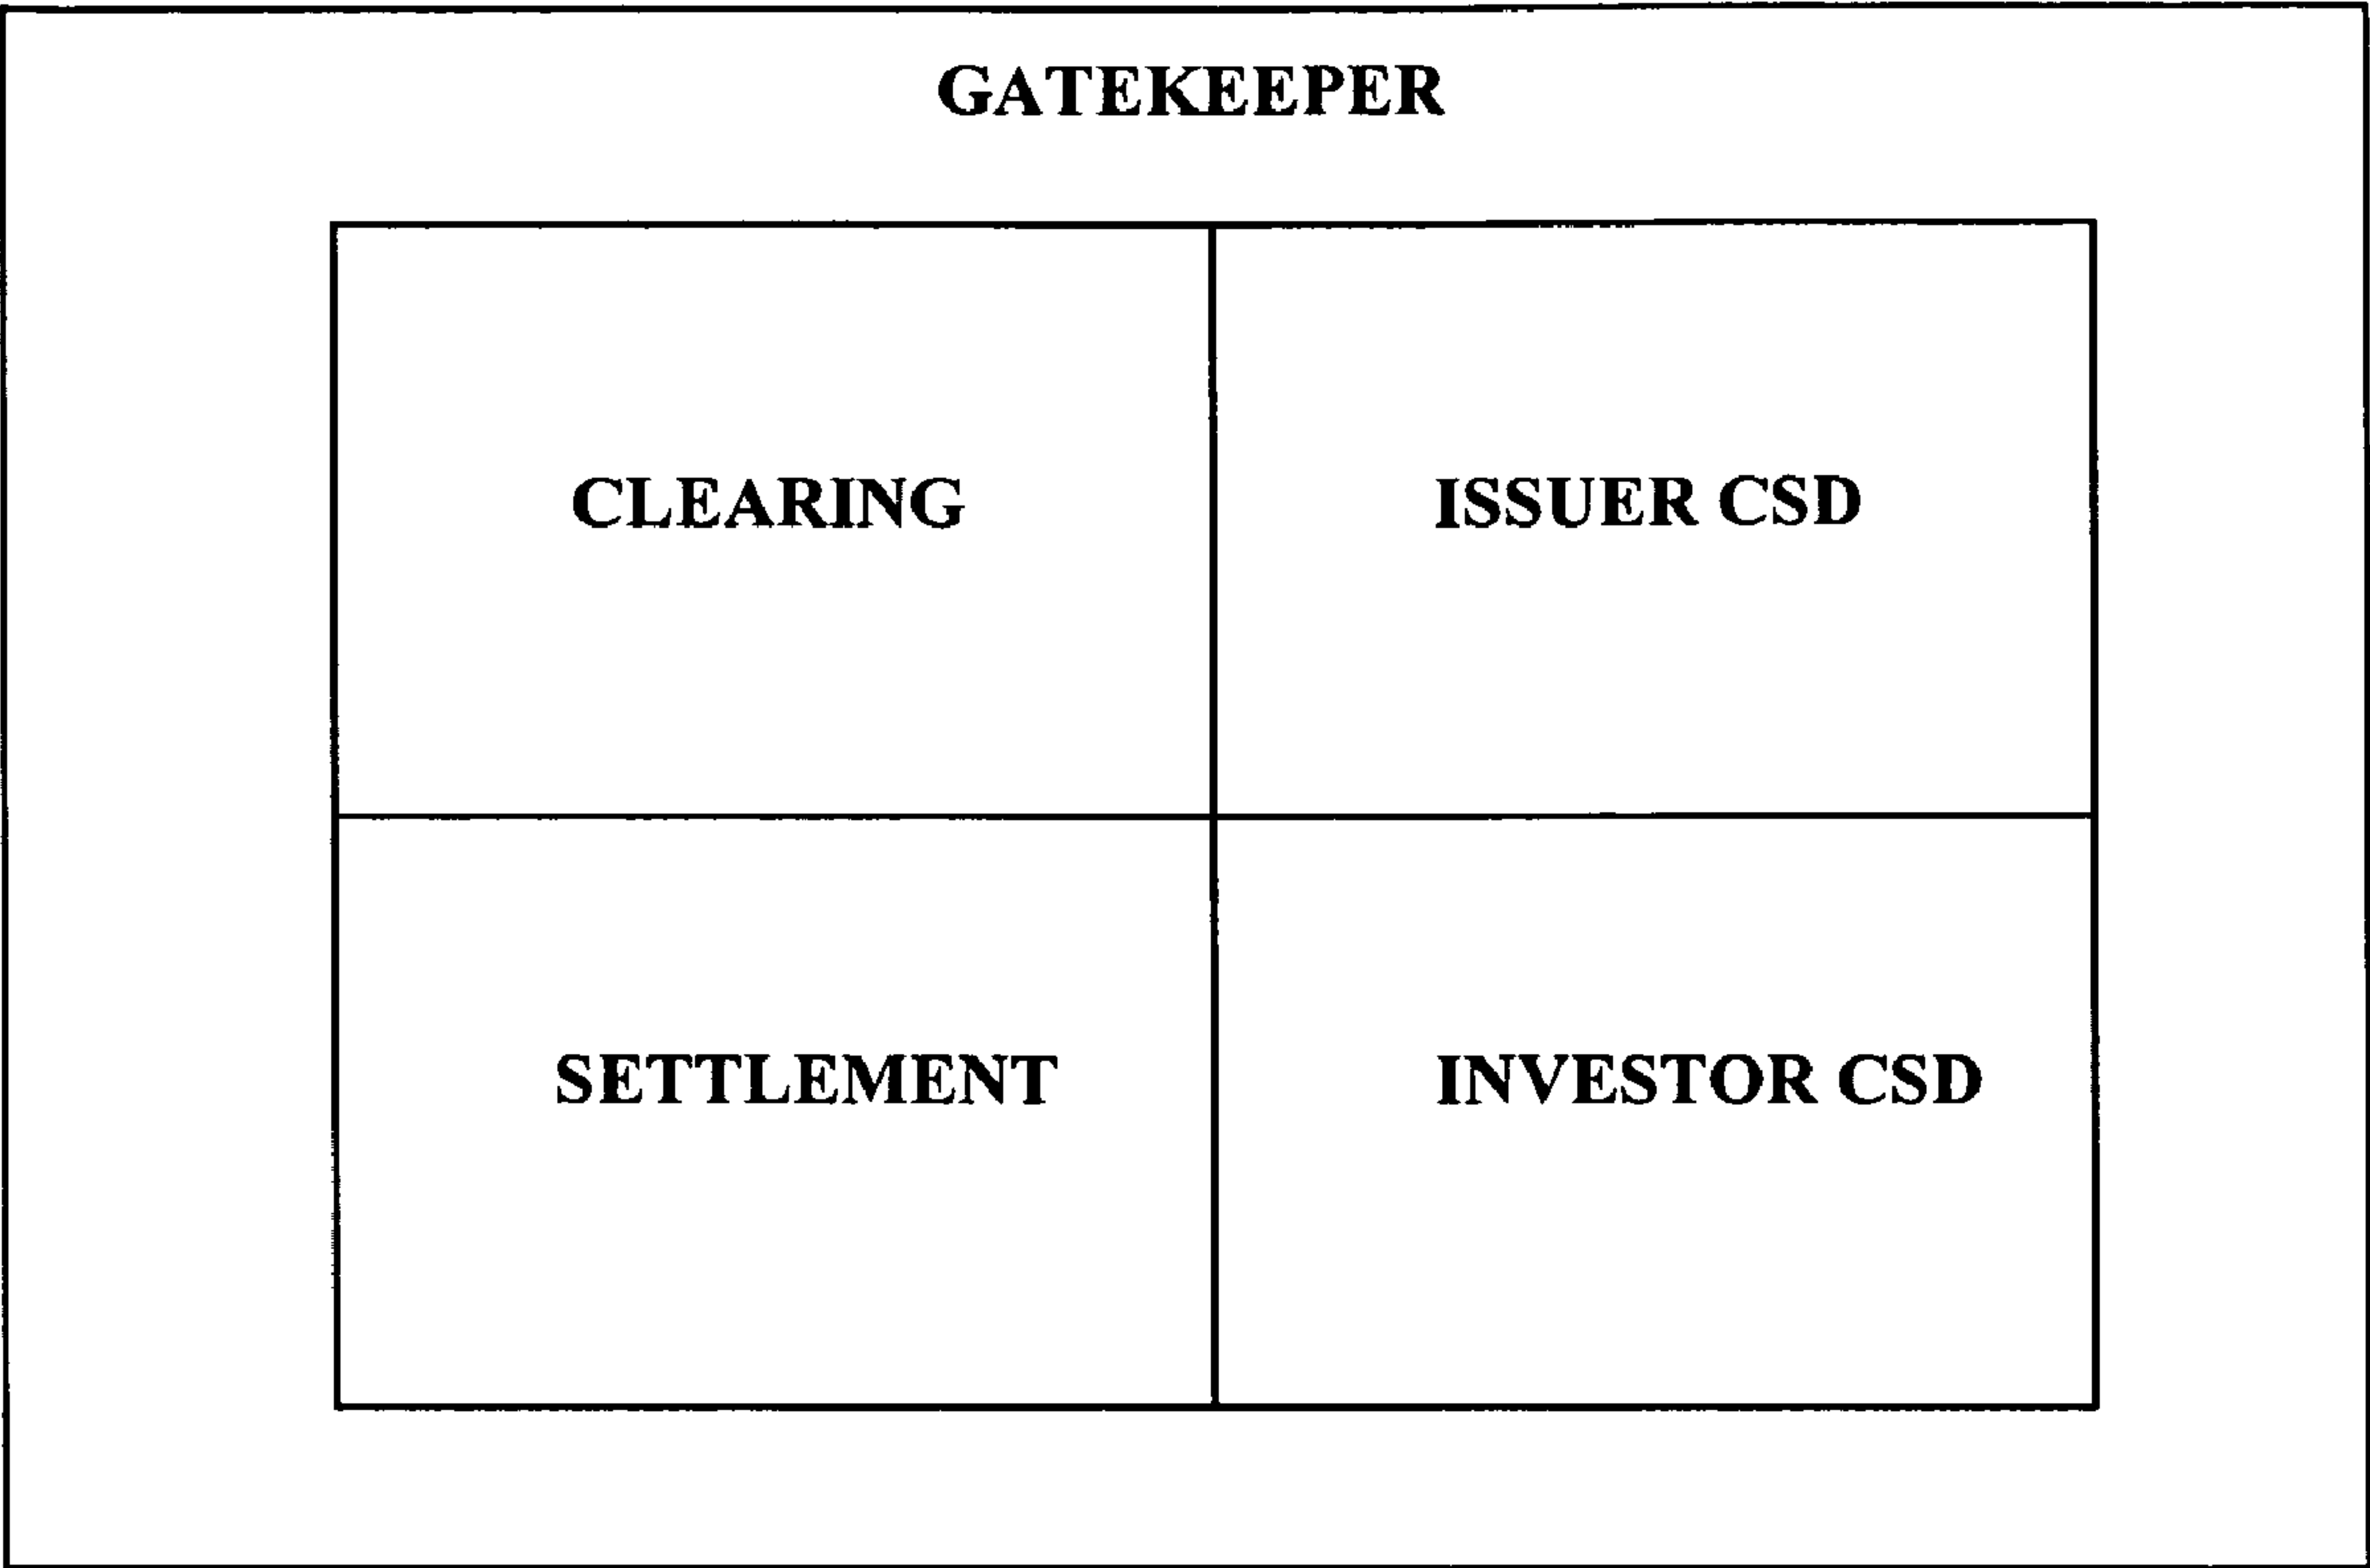 GATEKEEPER
CLEARING
ISSUER CSD
SETTLEMENT
INVESTOR CSD